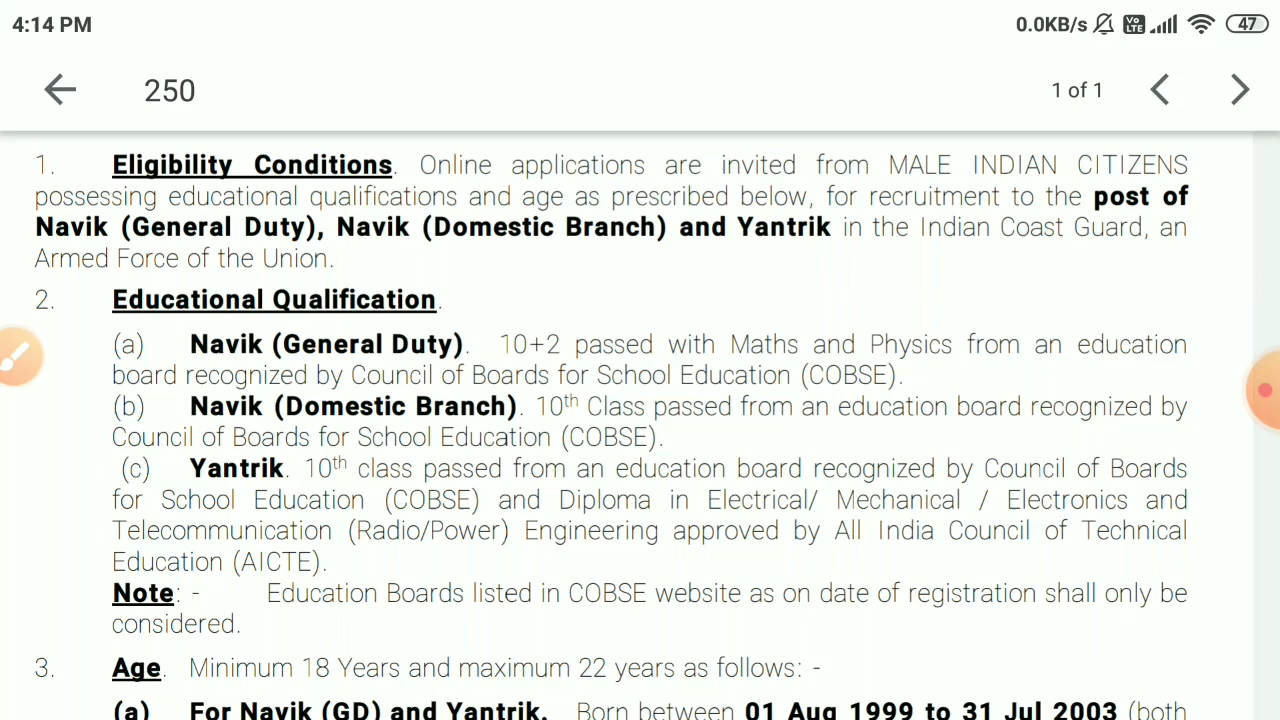 4:14 PM 0.0KB/s Vo LTE 47
250 1 of 1
1. Eligibility Conditions. Online applications are invited from MALE INDIAN CITIZENS
possessing educational qualifications and age as prescribed below, for recruitment to the post of
Navik (General Duty), Navik (Domestic Branch) and Yantrik in the Indian Coast Guard, an
Armed Force of the Union.
2. Educational Qualification.
(a) Navik (General Duty). 10+2 passed with Maths and Physics from an education
board recognized by Council of Boards for School Education (COBSE).
(b) Navik (Domestic Branch). 10th Class passed from an education board recognized by
Council of Boards for School Education (COBSE).
(c) Yantrik. 10th class passed from an education board recognized by Council of Boards
for School Education (COBSE) and Diploma in Electrical/ Mechanical / Electronics and
Telecommunication (Radio/Power) Engineering approved by All India Council of Technical
Education (AICTE).
Note: - Education Boards listed in COBSE website as on date of registration shall only be
considered.
3. Age. Minimum 18 Years and maximum 22 years as follows: -
(a) For Navik (GD) and Yantrik. Born between 01 Aug 1999 to 31 Jul 2003 (both